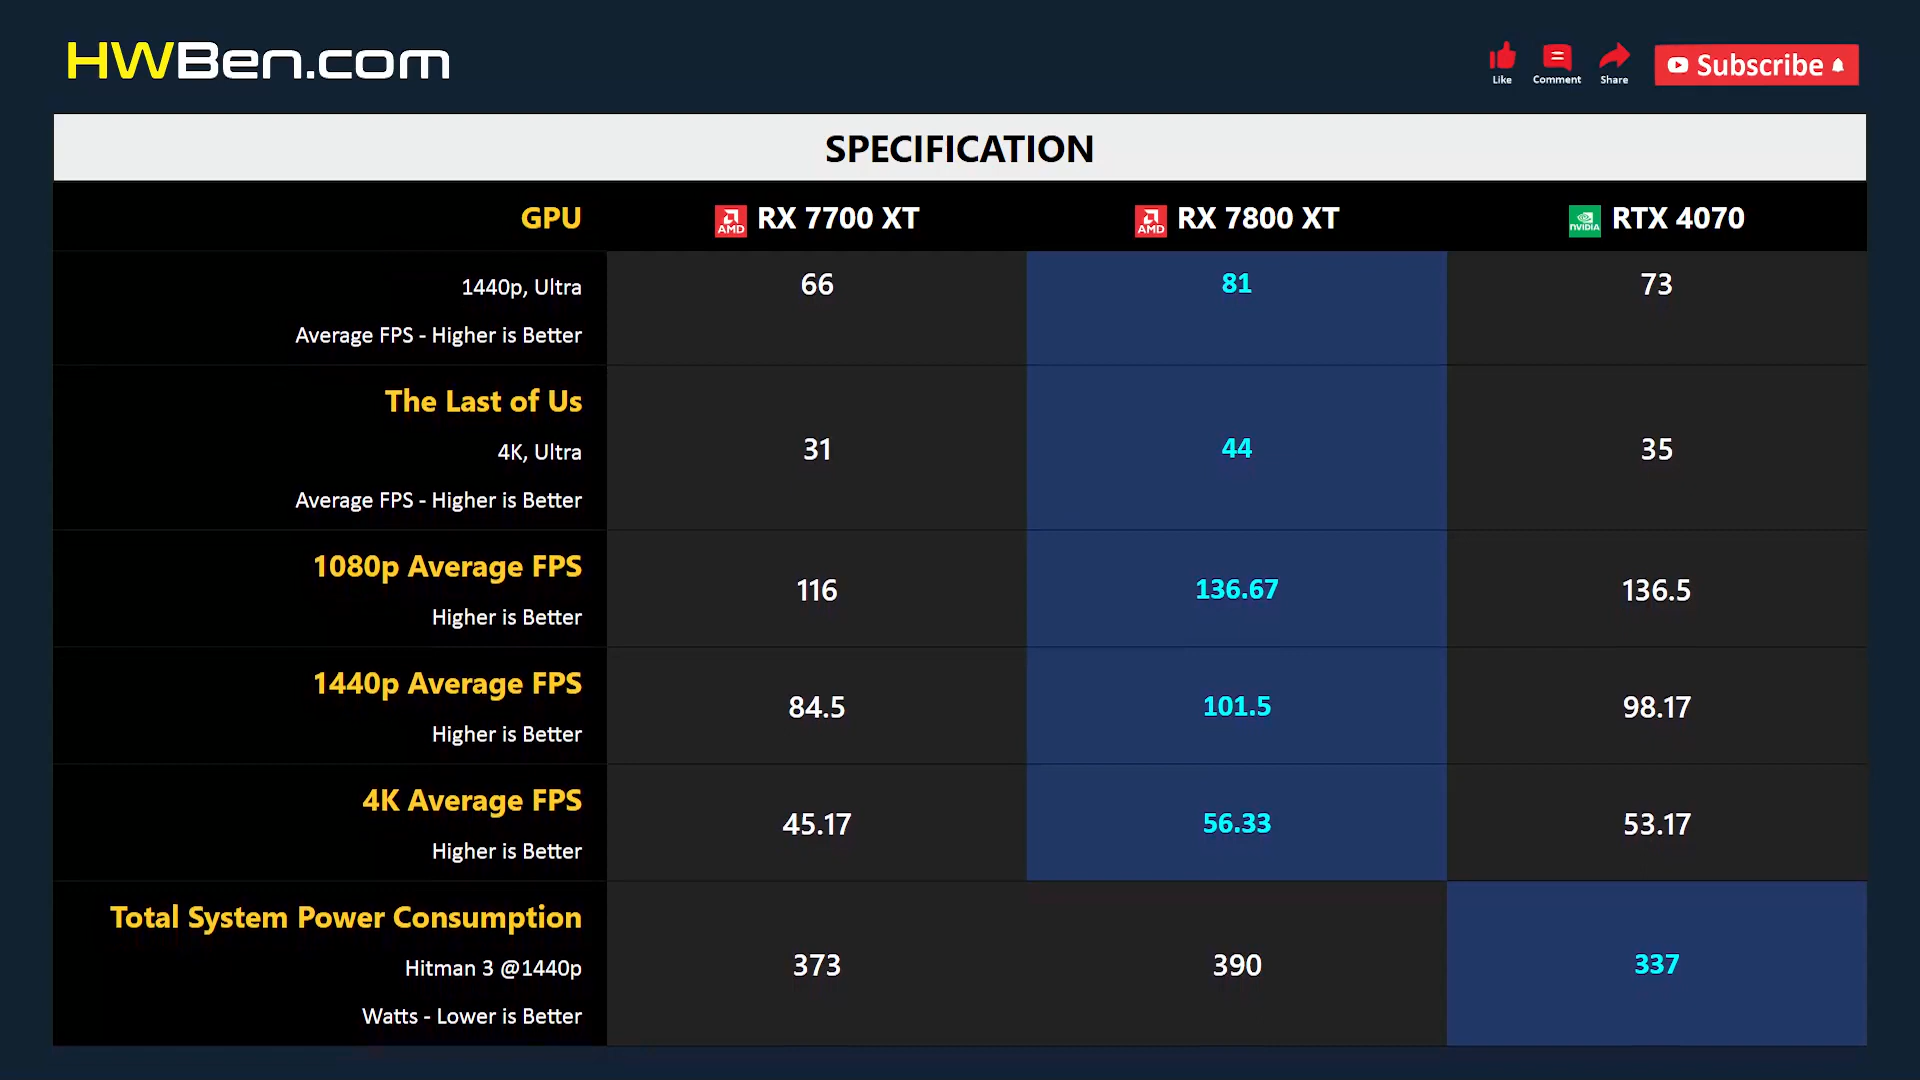 HWBen.com
Like Comment Share Subscribe
SPECIFICATION
GPU AMD RX 7700 XT AMD RX 7800 XT NVIDIA RTX 4070
1440p, Ultra 66 81 73
Average FPS - Higher is Better
The Last of Us
4K, Ultra 31 44 35
Average FPS - Higher is Better
1080p Average FPS
116 136.67 136.5
Higher is Better
1440p Average FPS
84.5 101.5 98.17
Higher is Better
4K Average FPS
45.17 56.33 53.17
Higher is Better
Total System Power Consumption
Hitman 3 @1440p 373 390 337
Watts - Lower is Better